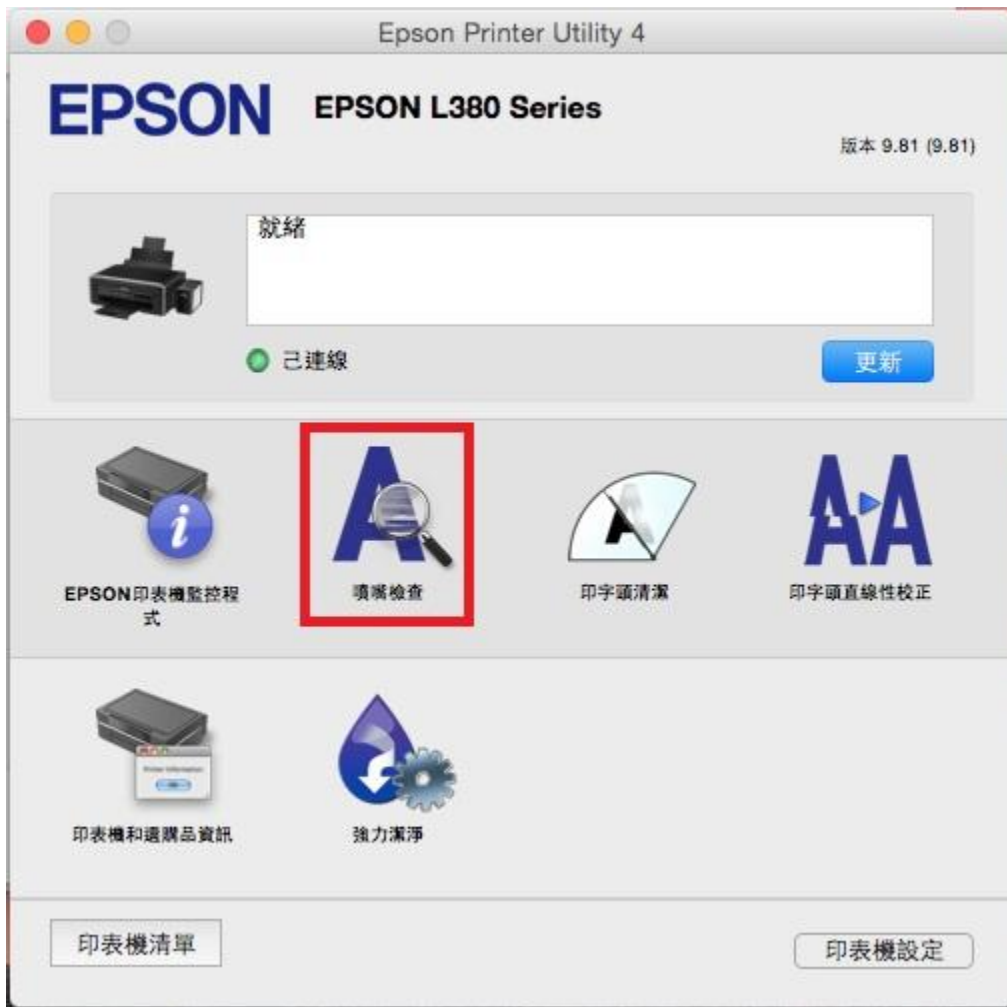 Epson Printer Utility 4
EPSON
EPSON L380 Series
版本 9.81 (9.81)
就緒
己連線
更新
EPSON印表機監控程
式
噴嘴檢查
印字頭清潔
印字頭直線性校正
印表機和選購品資訊
強力潔淨
印表機清單
印表機設定